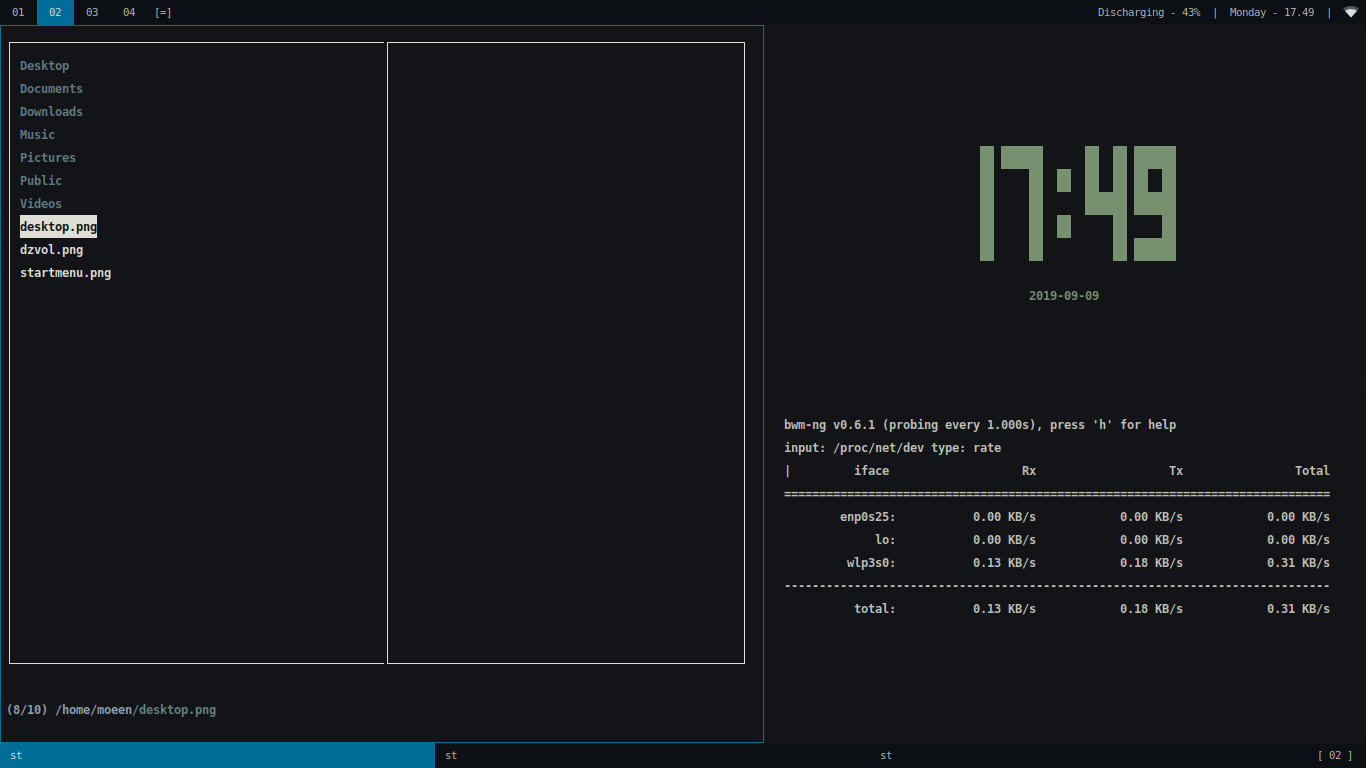 01 02 03 04 [=] Discharging - 43% | Monday - 17.49 |
Desktop
Documents
Downloads
Music
Pictures
Public
Videos
desktop.png
dzvol.png
startmenu.png
(8/10) /home/moeen/desktop.png
17:49
2019-09-09
bwm-ng v0.6.1 (probing every 1.000s), press 'h' for help
input: /proc/net/dev type: rate
| iface Rx Tx Total
==============================================================================
enp0s25: 0.00 KB/s 0.00 KB/s 0.00 KB/s
lo: 0.00 KB/s 0.00 KB/s 0.00 KB/s
wlp3s0: 0.13 KB/s 0.18 KB/s 0.31 KB/s
------------------------------------------------------------------------------
total: 0.13 KB/s 0.18 KB/s 0.31 KB/s
st st st [ 02 ]